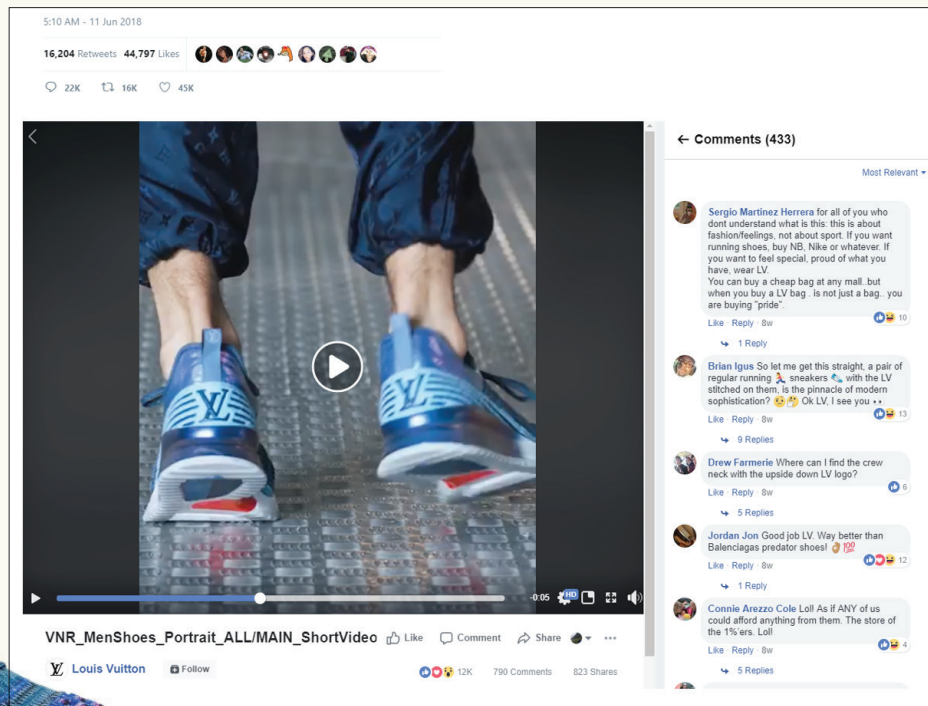 5:10 AM - 11 Jun 2018
16,204 Retweets 44,797 Likes
22K 16K 45K
Comments (433)
Most Relevant
Sergio Martinez Herrera for all of you who
dont understand what is this: this is about
fashion/feelings, not about sport. If you want
running shoes, buy NB, Nike or whatever. If
you want to feel special, proud of what you
have, wear LV.
You can buy a cheap bag at any mall..but
when you buy a LV bag . is not just a bag.. you
are buying "pride".
Like · Reply · 8w
10
1 Reply
Brian Igus So let me get this straight, a pair of
regular running 🏃 sneakers 👟 with the LV
stitched on them, is the pinnacle of modern
sophistication? 🤨🤔 Ok LV, I see you 👀
Like · Reply · 8w
13
9 Replies
Drew Farmerie Where can I find the crew
neck with the upside down LV logo?
Like · Reply · 8w
6
5 Replies
Jordan Jon Good job LV. Way better than
Balenciagas predator shoes! 👌💯
Like · Reply · 8w
12
1 Reply
Connie Arezzo Cole Lol! As if ANY of us
could afford anything from them. The store of
the 1%'ers. Lol!
Like · Reply · 8w
4
5 Replies
LV
-0:05 HD
VNR_MenShoes_Portrait_ALL/MAIN_ShortVideo
Like Comment Share
LV Louis Vuitton Follow
12K 790 Comments 823 Shares